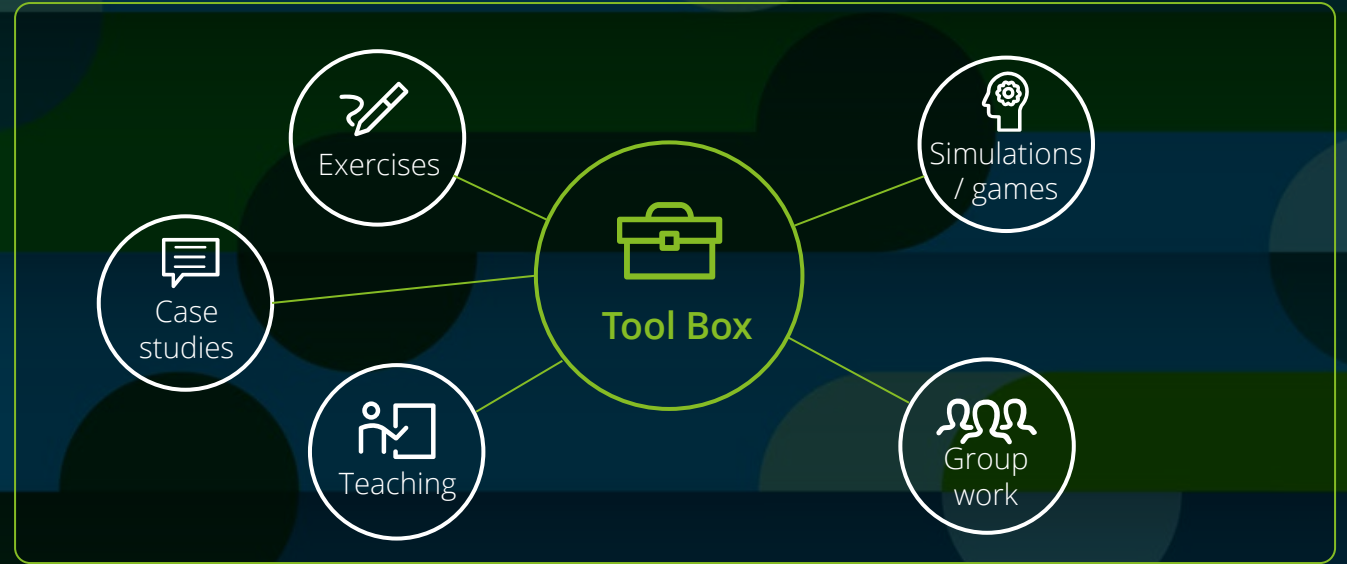 Exercises
Simulations
/ games
Case
studies
Tool Box
Teaching
Group
work